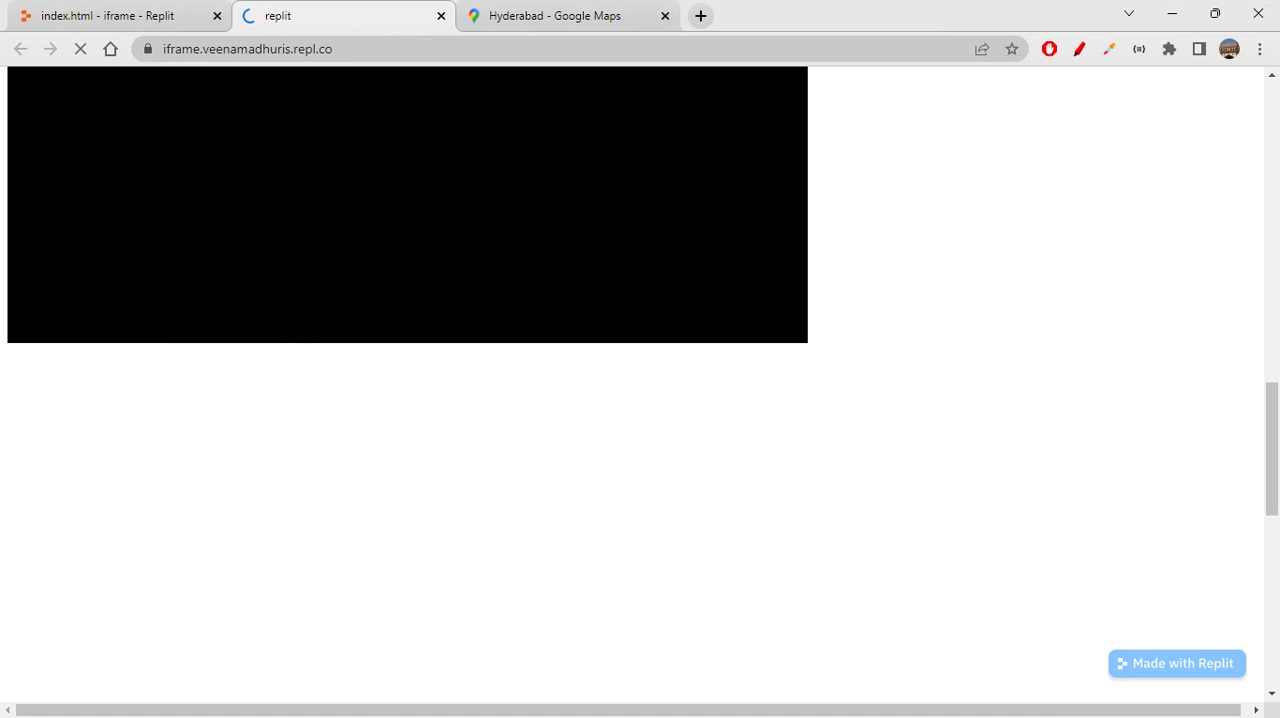 index.html - iframe - Replit
replit
Hyderabad - Google Maps
iframe.veenamadhuris.repl.co
Made with Replit